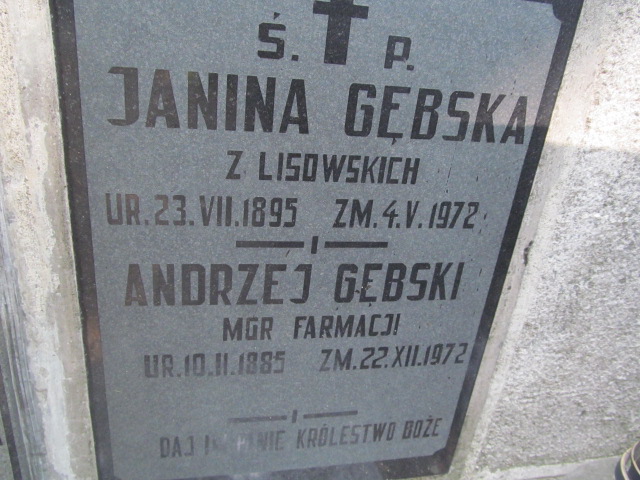 Ś. P.
JANINA GĘBSKA
Z LISOWSKICH
UR. 23. VII. 1895 ZM. 4. V. 1972
ANDRZEJ GĘBSKI
MGR FARMACJI
UR. 10. II. 1885 ZM. 22. XII. 1972
DAJ KRÓLESTWO BOŻE